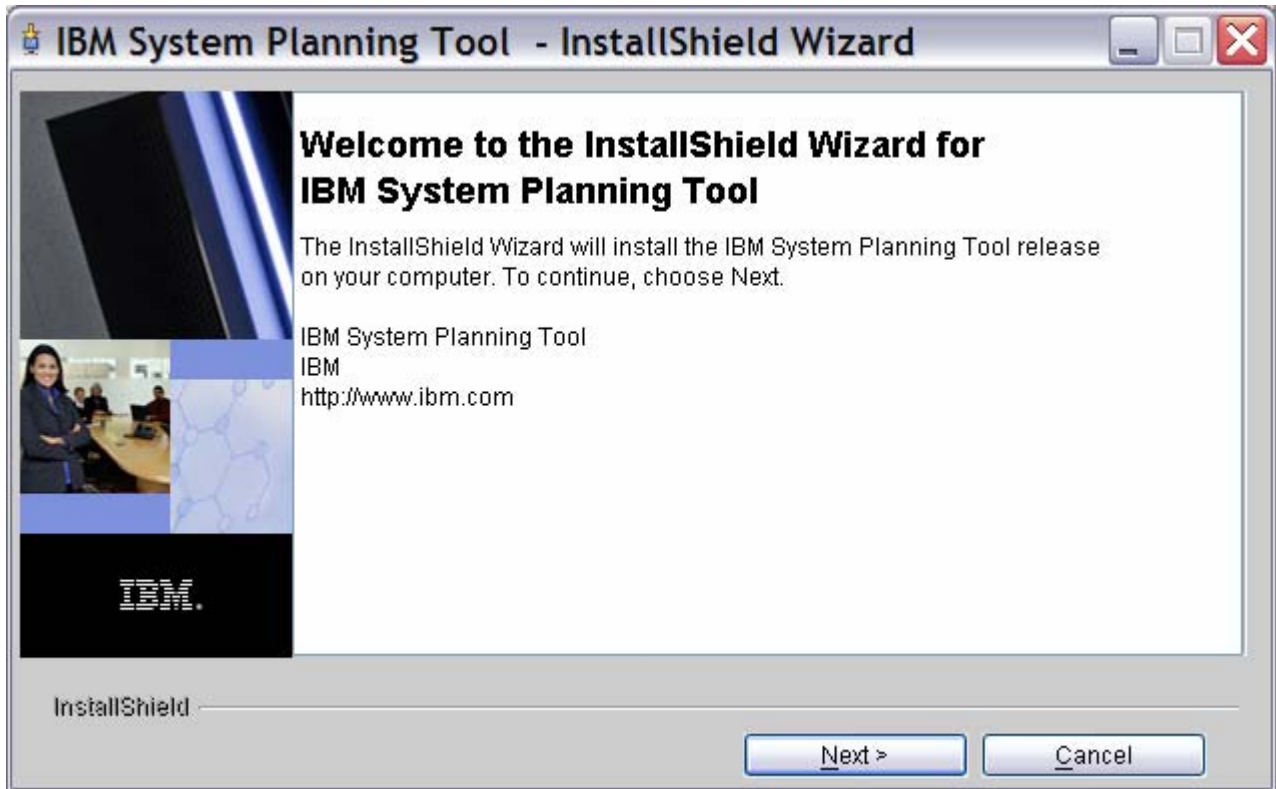 IBM System Planning Tool - InstallShield Wizard
Welcome to the InstallShield Wizard for
IBM System Planning Tool
The InstallShield Wizard will install the IBM System Planning Tool release
on your computer. To continue, choose Next.
IBM System Planning Tool
IBM
http://www.ibm.com
IBM.
InstallShield
Next >
Cancel